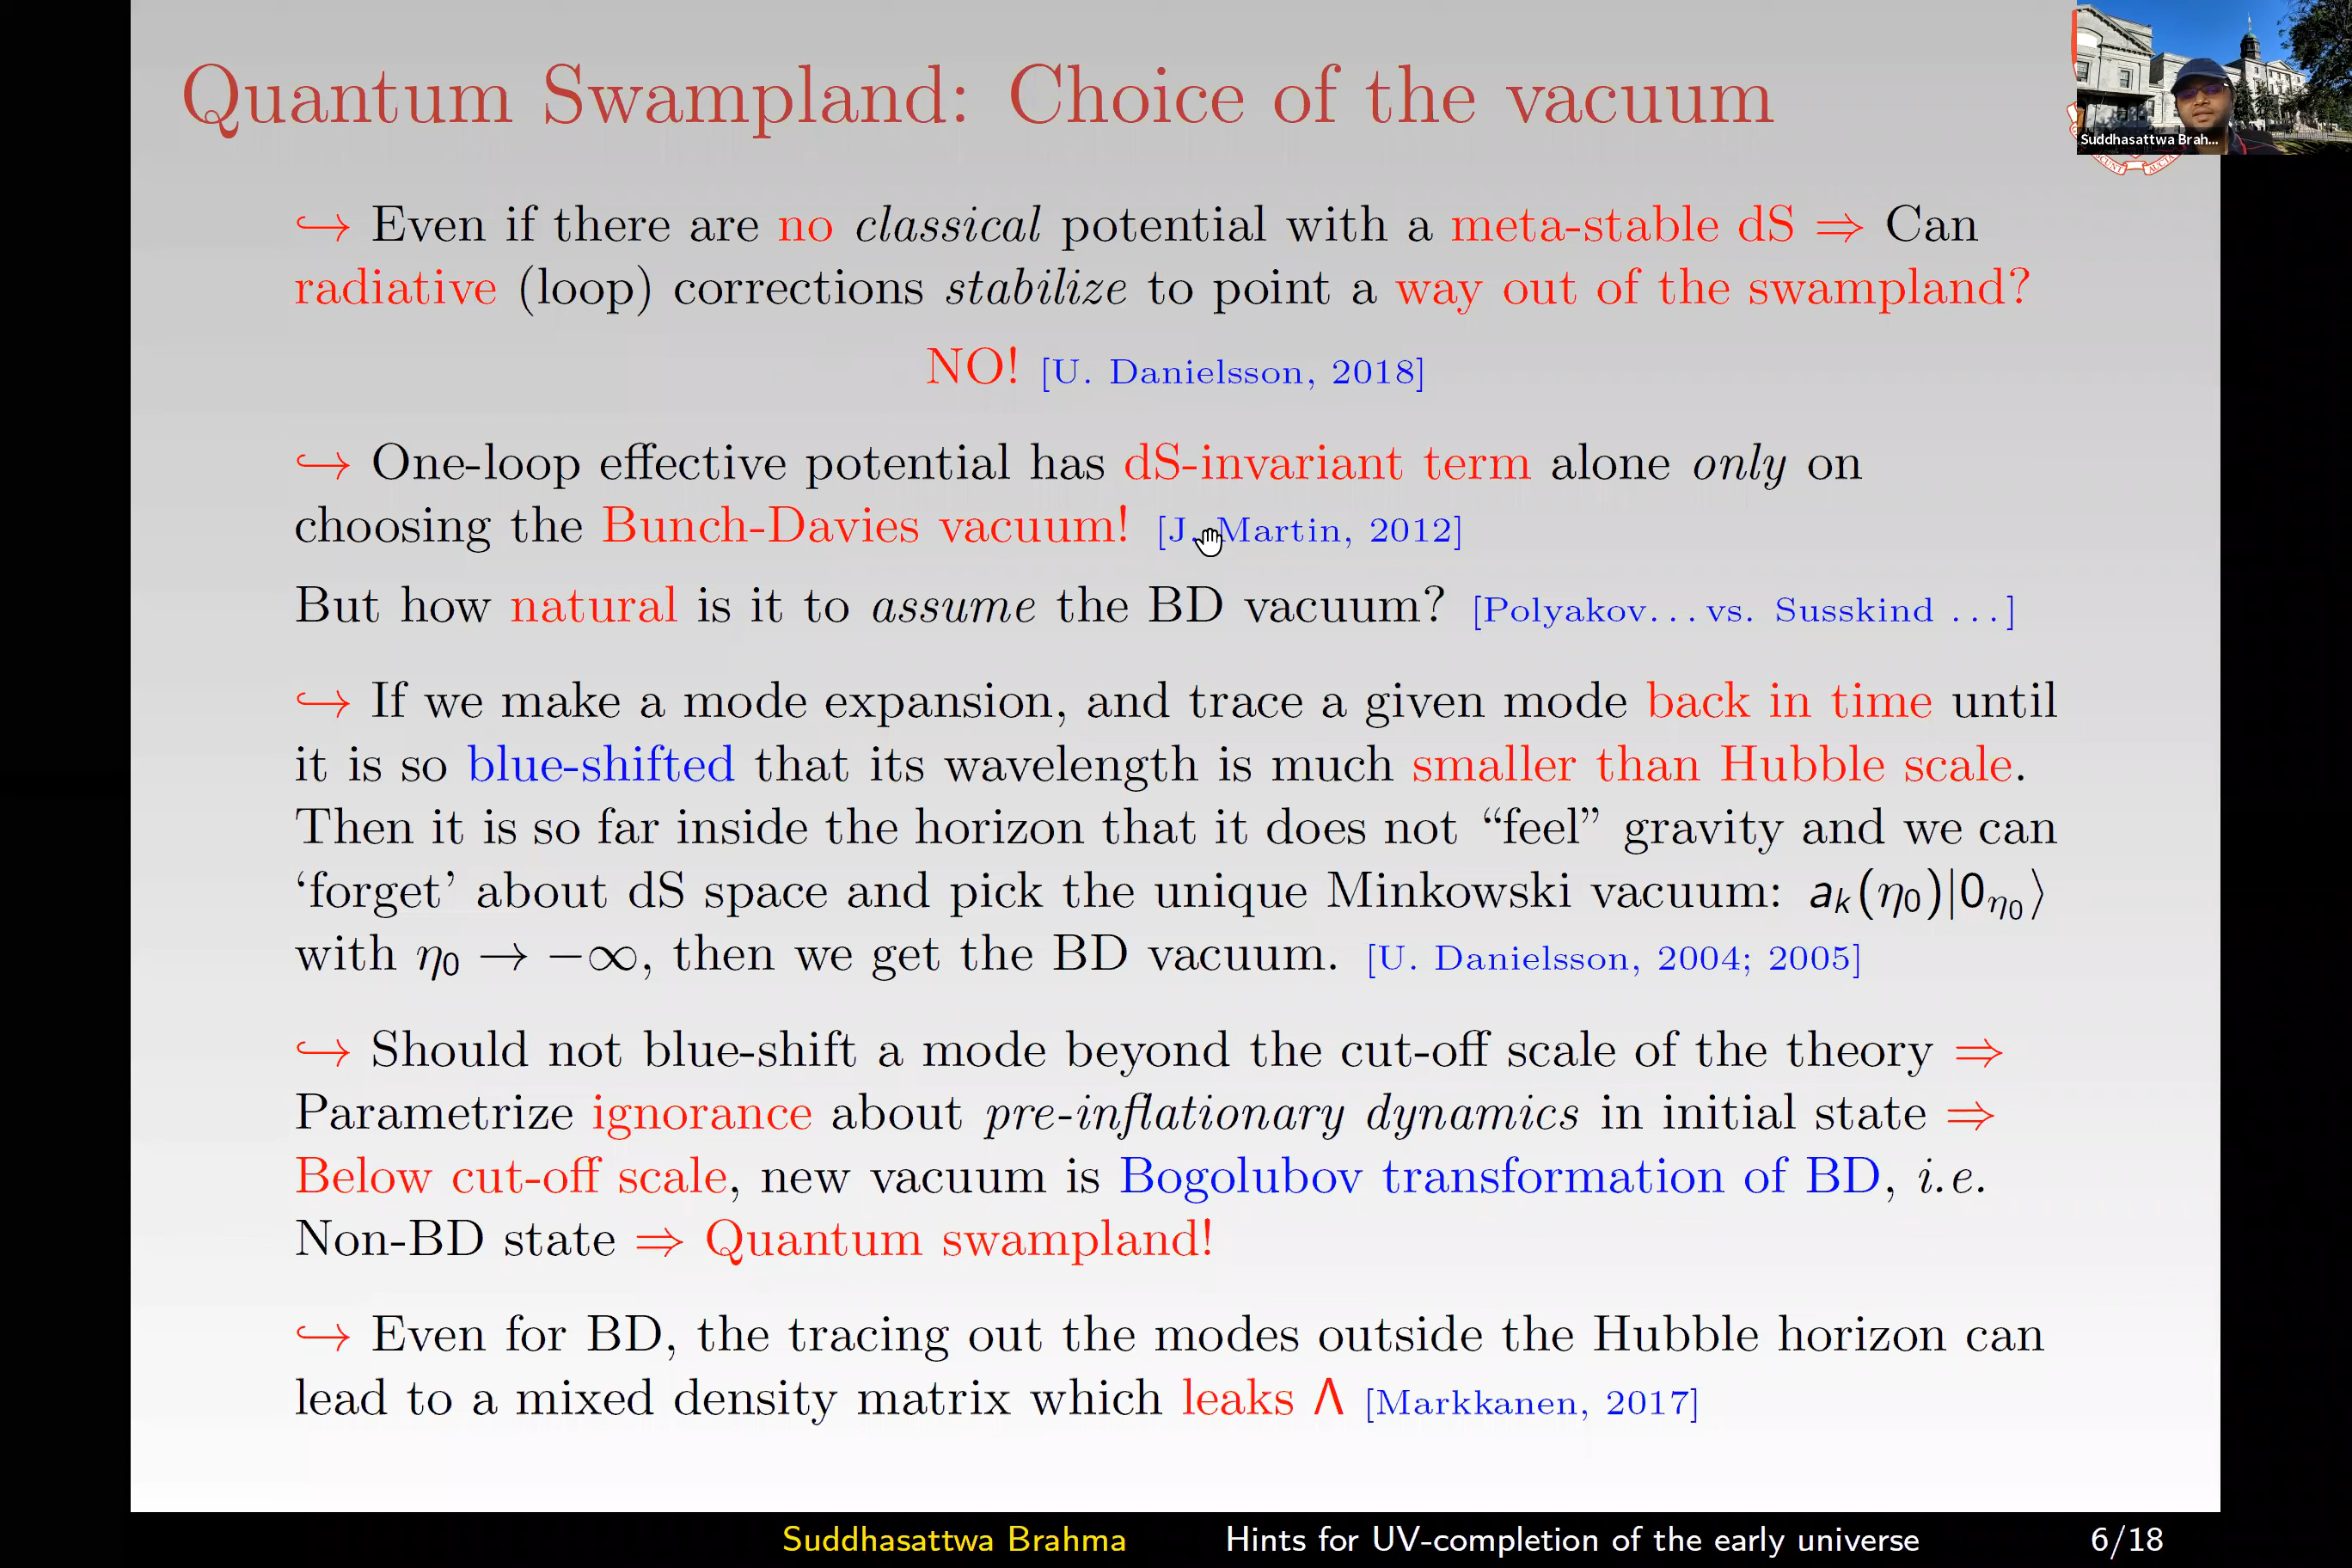 Quantum Swampland: Choice of the vacuum
Suddhasattwa Brah...
↪ Even if there are no classical potential with a meta-stable dS ⇒ Can
radiative (loop) corrections stabilize to point a way out of the swampland?
NO! [U. Danielsson, 2018]
↪ One-loop effective potential has dS-invariant term alone only on
choosing the Bunch-Davies vacuum! [J. Martin, 2012]
But how natural is it to assume the BD vacuum? [Polyakov... vs. Susskind ...]
↪ If we make a mode expansion, and trace a given mode back in time until
it is so blue-shifted that its wavelength is much smaller than Hubble scale.
Then it is so far inside the horizon that it does not “feel” gravity and we can
‘forget’ about dS space and pick the unique Minkowski vacuum: aₖ(η₀)|0_η₀⟩
with η₀ → −∞, then we get the BD vacuum. [U. Danielsson, 2004; 2005]
↪ Should not blue-shift a mode beyond the cut-off scale of the theory ⇒
Parametrize ignorance about pre-inflationary dynamics in initial state ⇒
Below cut-off scale, new vacuum is Bogolubov transformation of BD, i.e.
Non-BD state ⇒ Quantum swampland!
↪ Even for BD, the tracing out the modes outside the Hubble horizon can
lead to a mixed density matrix which leaks Λ [Markkanen, 2017]
Suddhasattwa Brahma Hints for UV-completion of the early universe 6/18